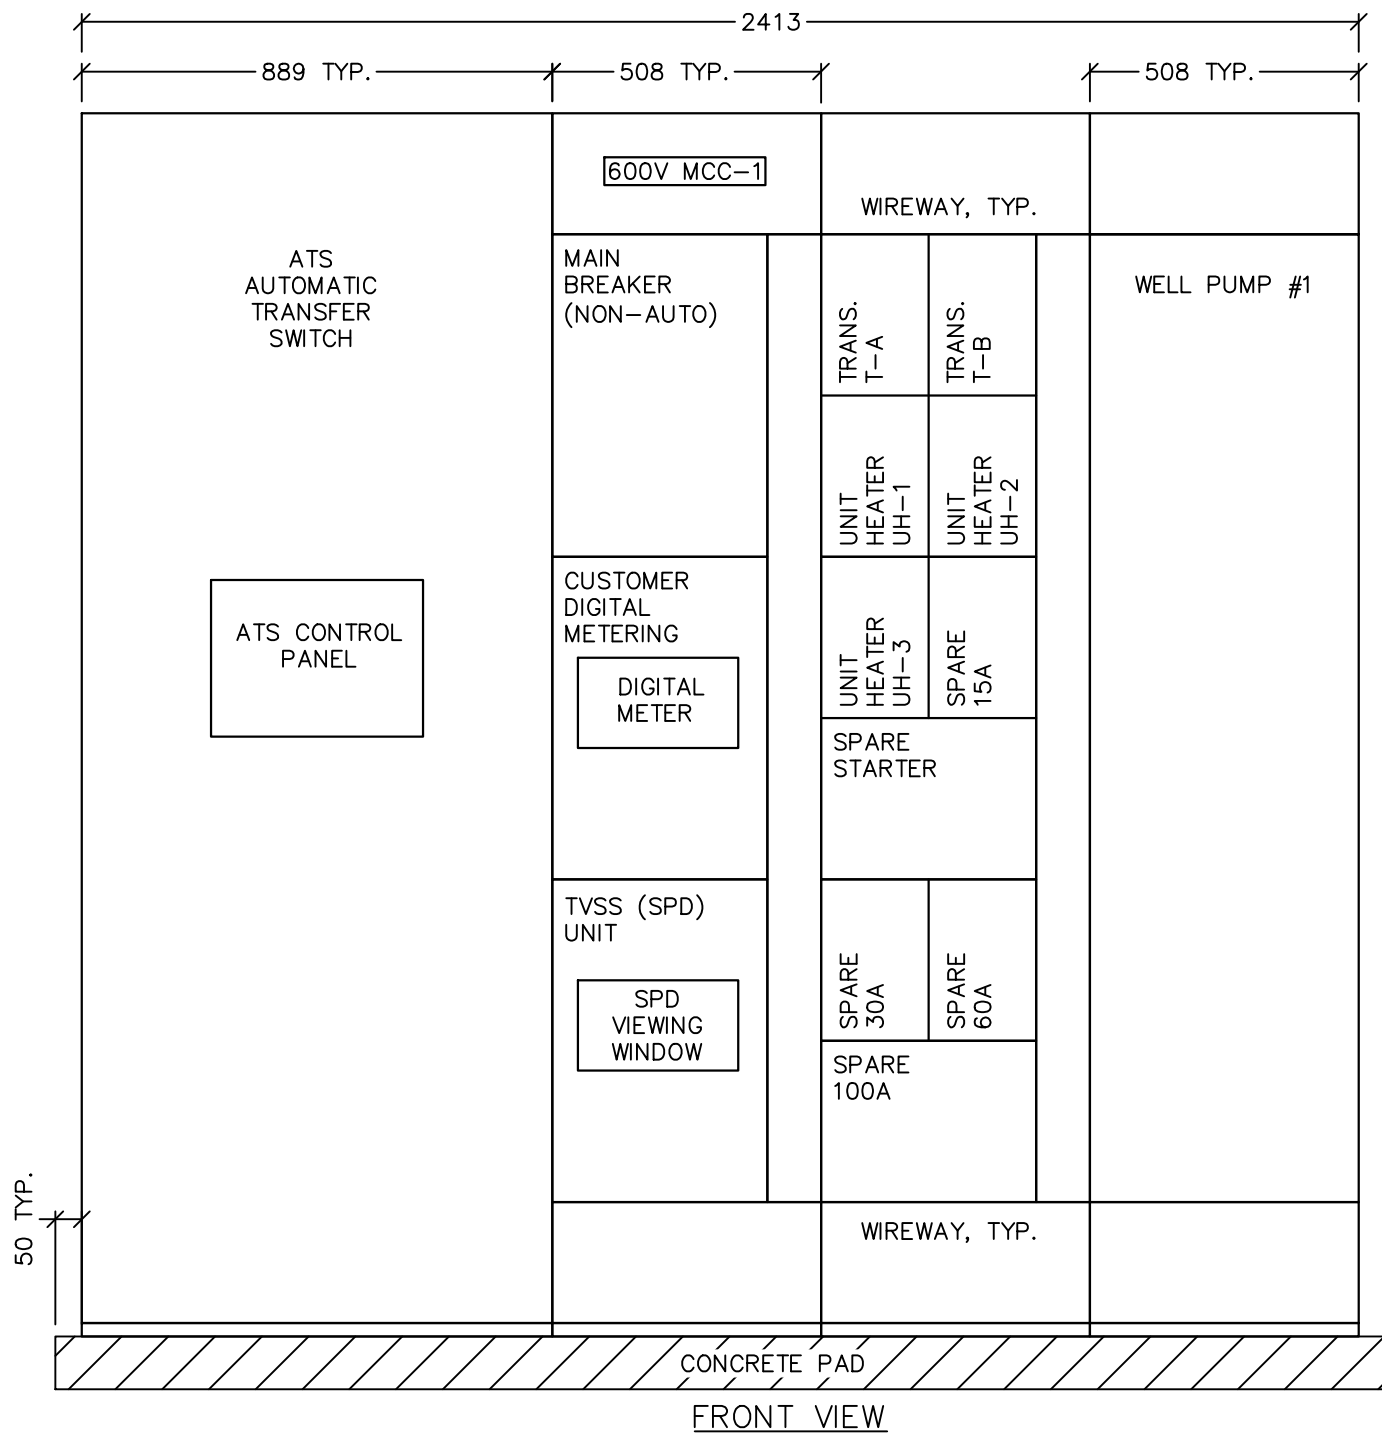 2413
889 TYP.
508 TYP.
508 TYP.
600V MCC-1
WIREWAY, TYP.
ATS
AUTOMATIC
TRANSFER
SWITCH
ATS CONTROL
PANEL
MAIN
BREAKER
(NON-AUTO)
CUSTOMER
DIGITAL
METERING
DIGITAL
METER
TVSS (SPD)
UNIT
SPD
VIEWING
WINDOW
TRANS.
T-A
TRANS.
T-B
UNIT
HEATER
UH-1
UNIT
HEATER
UH-2
UNIT
HEATER
UH-3
SPARE
15A
SPARE
STARTER
SPARE
30A
SPARE
60A
SPARE
100A
WELL PUMP #1
WIREWAY, TYP.
50 TYP.
CONCRETE PAD
FRONT VIEW